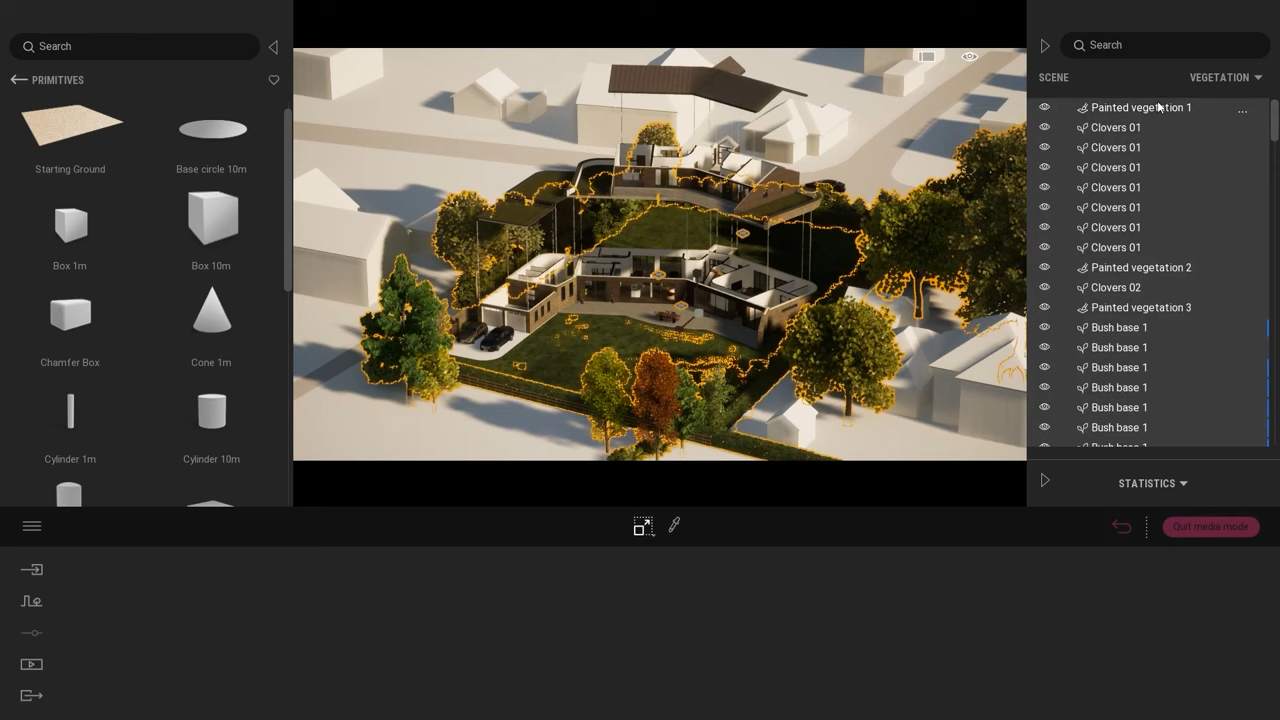 Search
PRIMITIVES
Starting Ground
Base circle 10m
Box 1m
Box 10m
Chamfer Box
Cone 1m
Cylinder 1m
Cylinder 10m
Search
SCENE
VEGETATION
Painted vegetation 1
...
Clovers 01
Clovers 01
Clovers 01
Clovers 01
Clovers 01
Clovers 01
Clovers 01
Painted vegetation 2
Clovers 02
Painted vegetation 3
Bush base 1
Bush base 1
Bush base 1
Bush base 1
Bush base 1
Bush base 1
Bush base 1
STATISTICS
Quit media mode